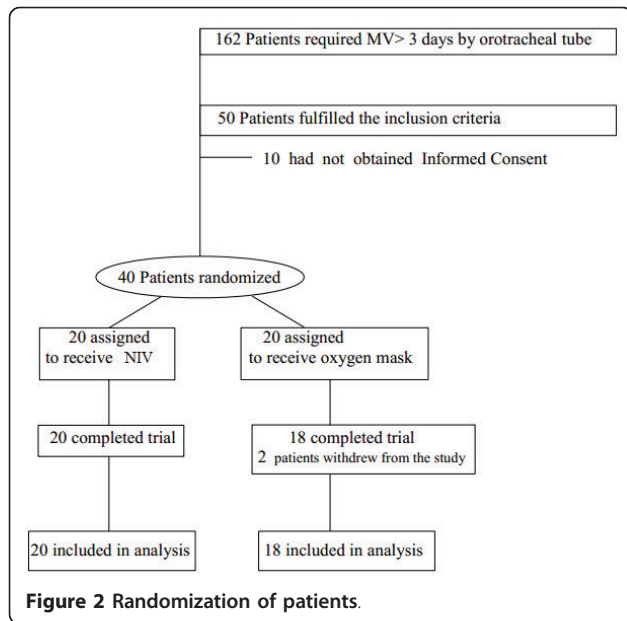 162 Patients required MV> 3 days by orotracheal tube
50 Patients fulfilled the inclusion criteria
10 had not obtained Informed Consent
40 Patients randomized
20 assigned
to receive NIV
20 assigned
to receive oxygen mask
20 completed trial
18 completed trial
2 patients withdrew from the study
20 included in analysis
18 included in analysis
Figure 2 Randomization of patients.